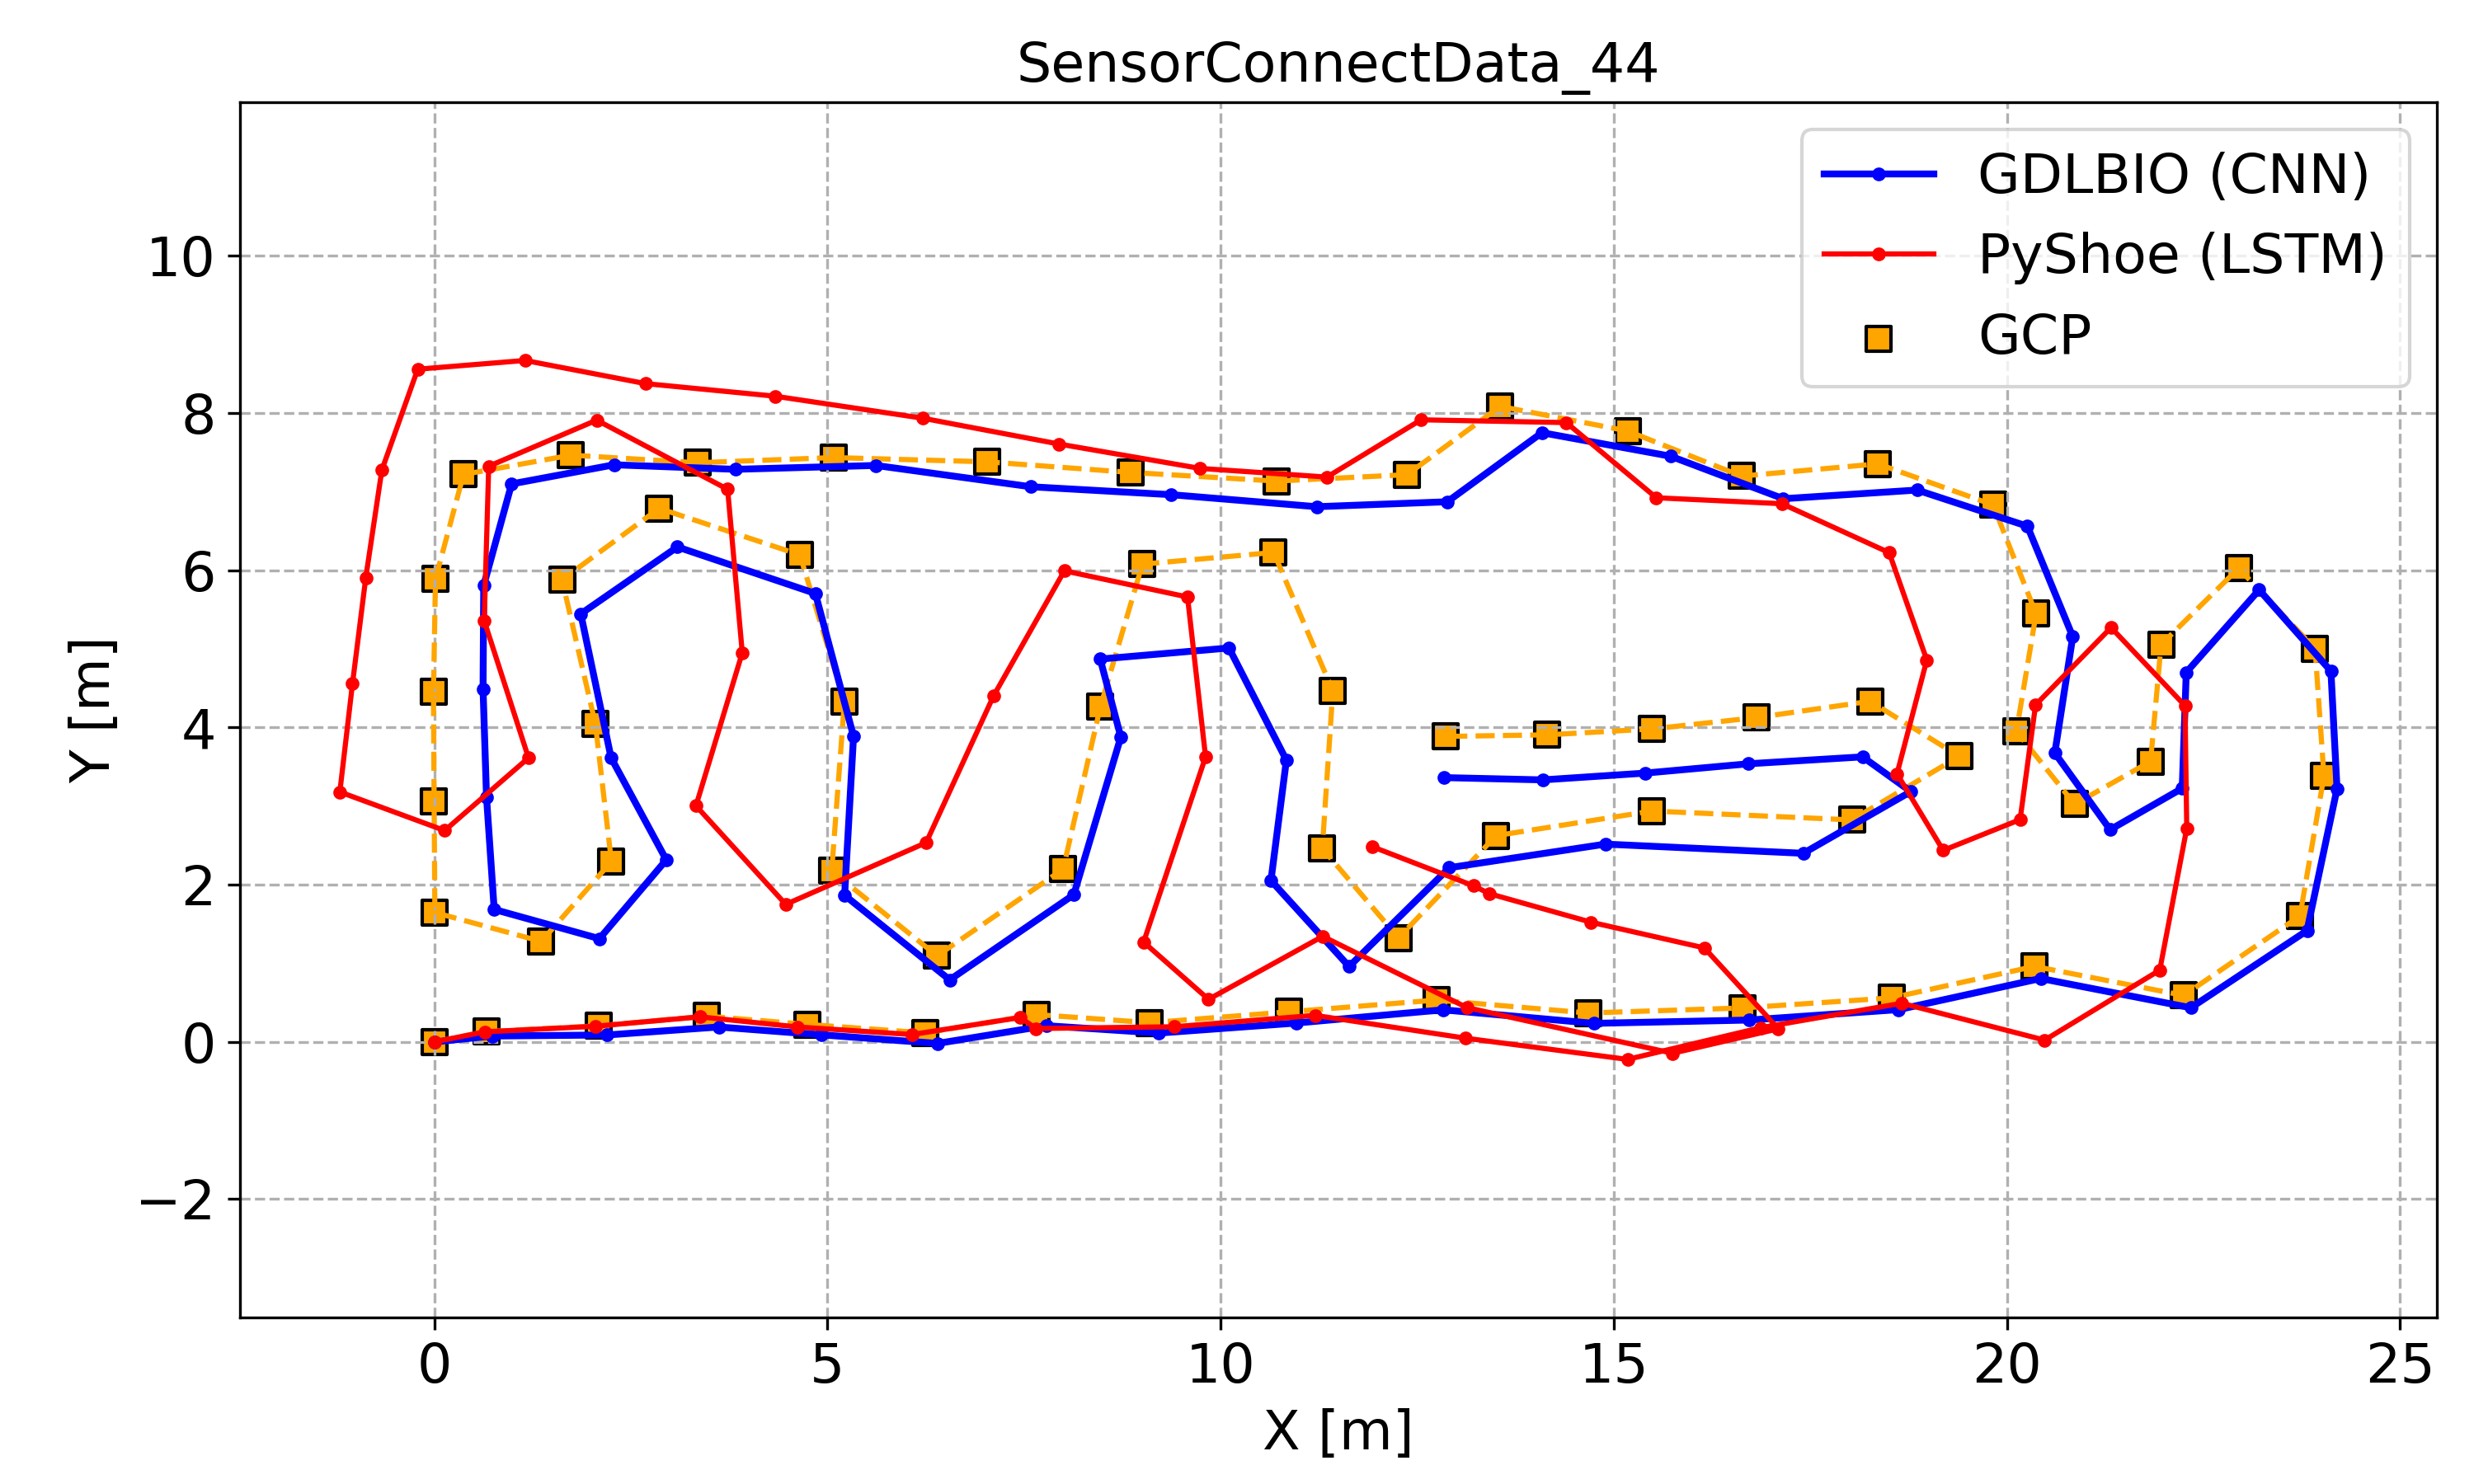 SensorConnectData_44
GDLBIO (CNN)
PyShoe (LSTM)
GCP
10
8
6
4
2
0
−2
Y [m]
0 5 10 15 20 25
X [m]